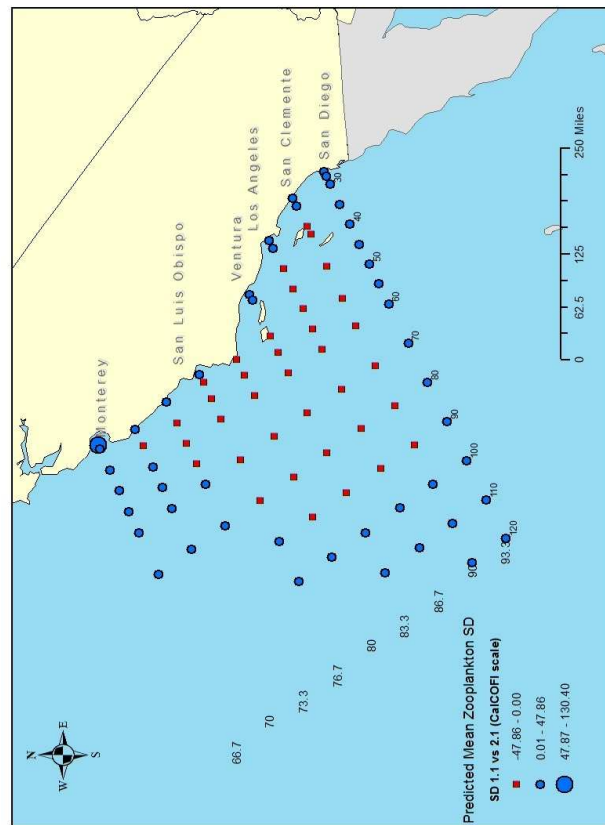 Monterey
San Luis Obispo
Ventura
Los Angeles
San Clemente
San Diego
30
40
50
60
70
80
90
100
110
120
66.7
70
73.3
76.7
80
83.3
86.7
90
93.3
N
W E
S
Predicted Mean Zooplankton SD
SD 1.1 vs 2.1 (CalCOFI scale)
-47.86 - 0.00
0.01 - 47.86
47.87 - 130.40
0 62.5 125 250 Miles